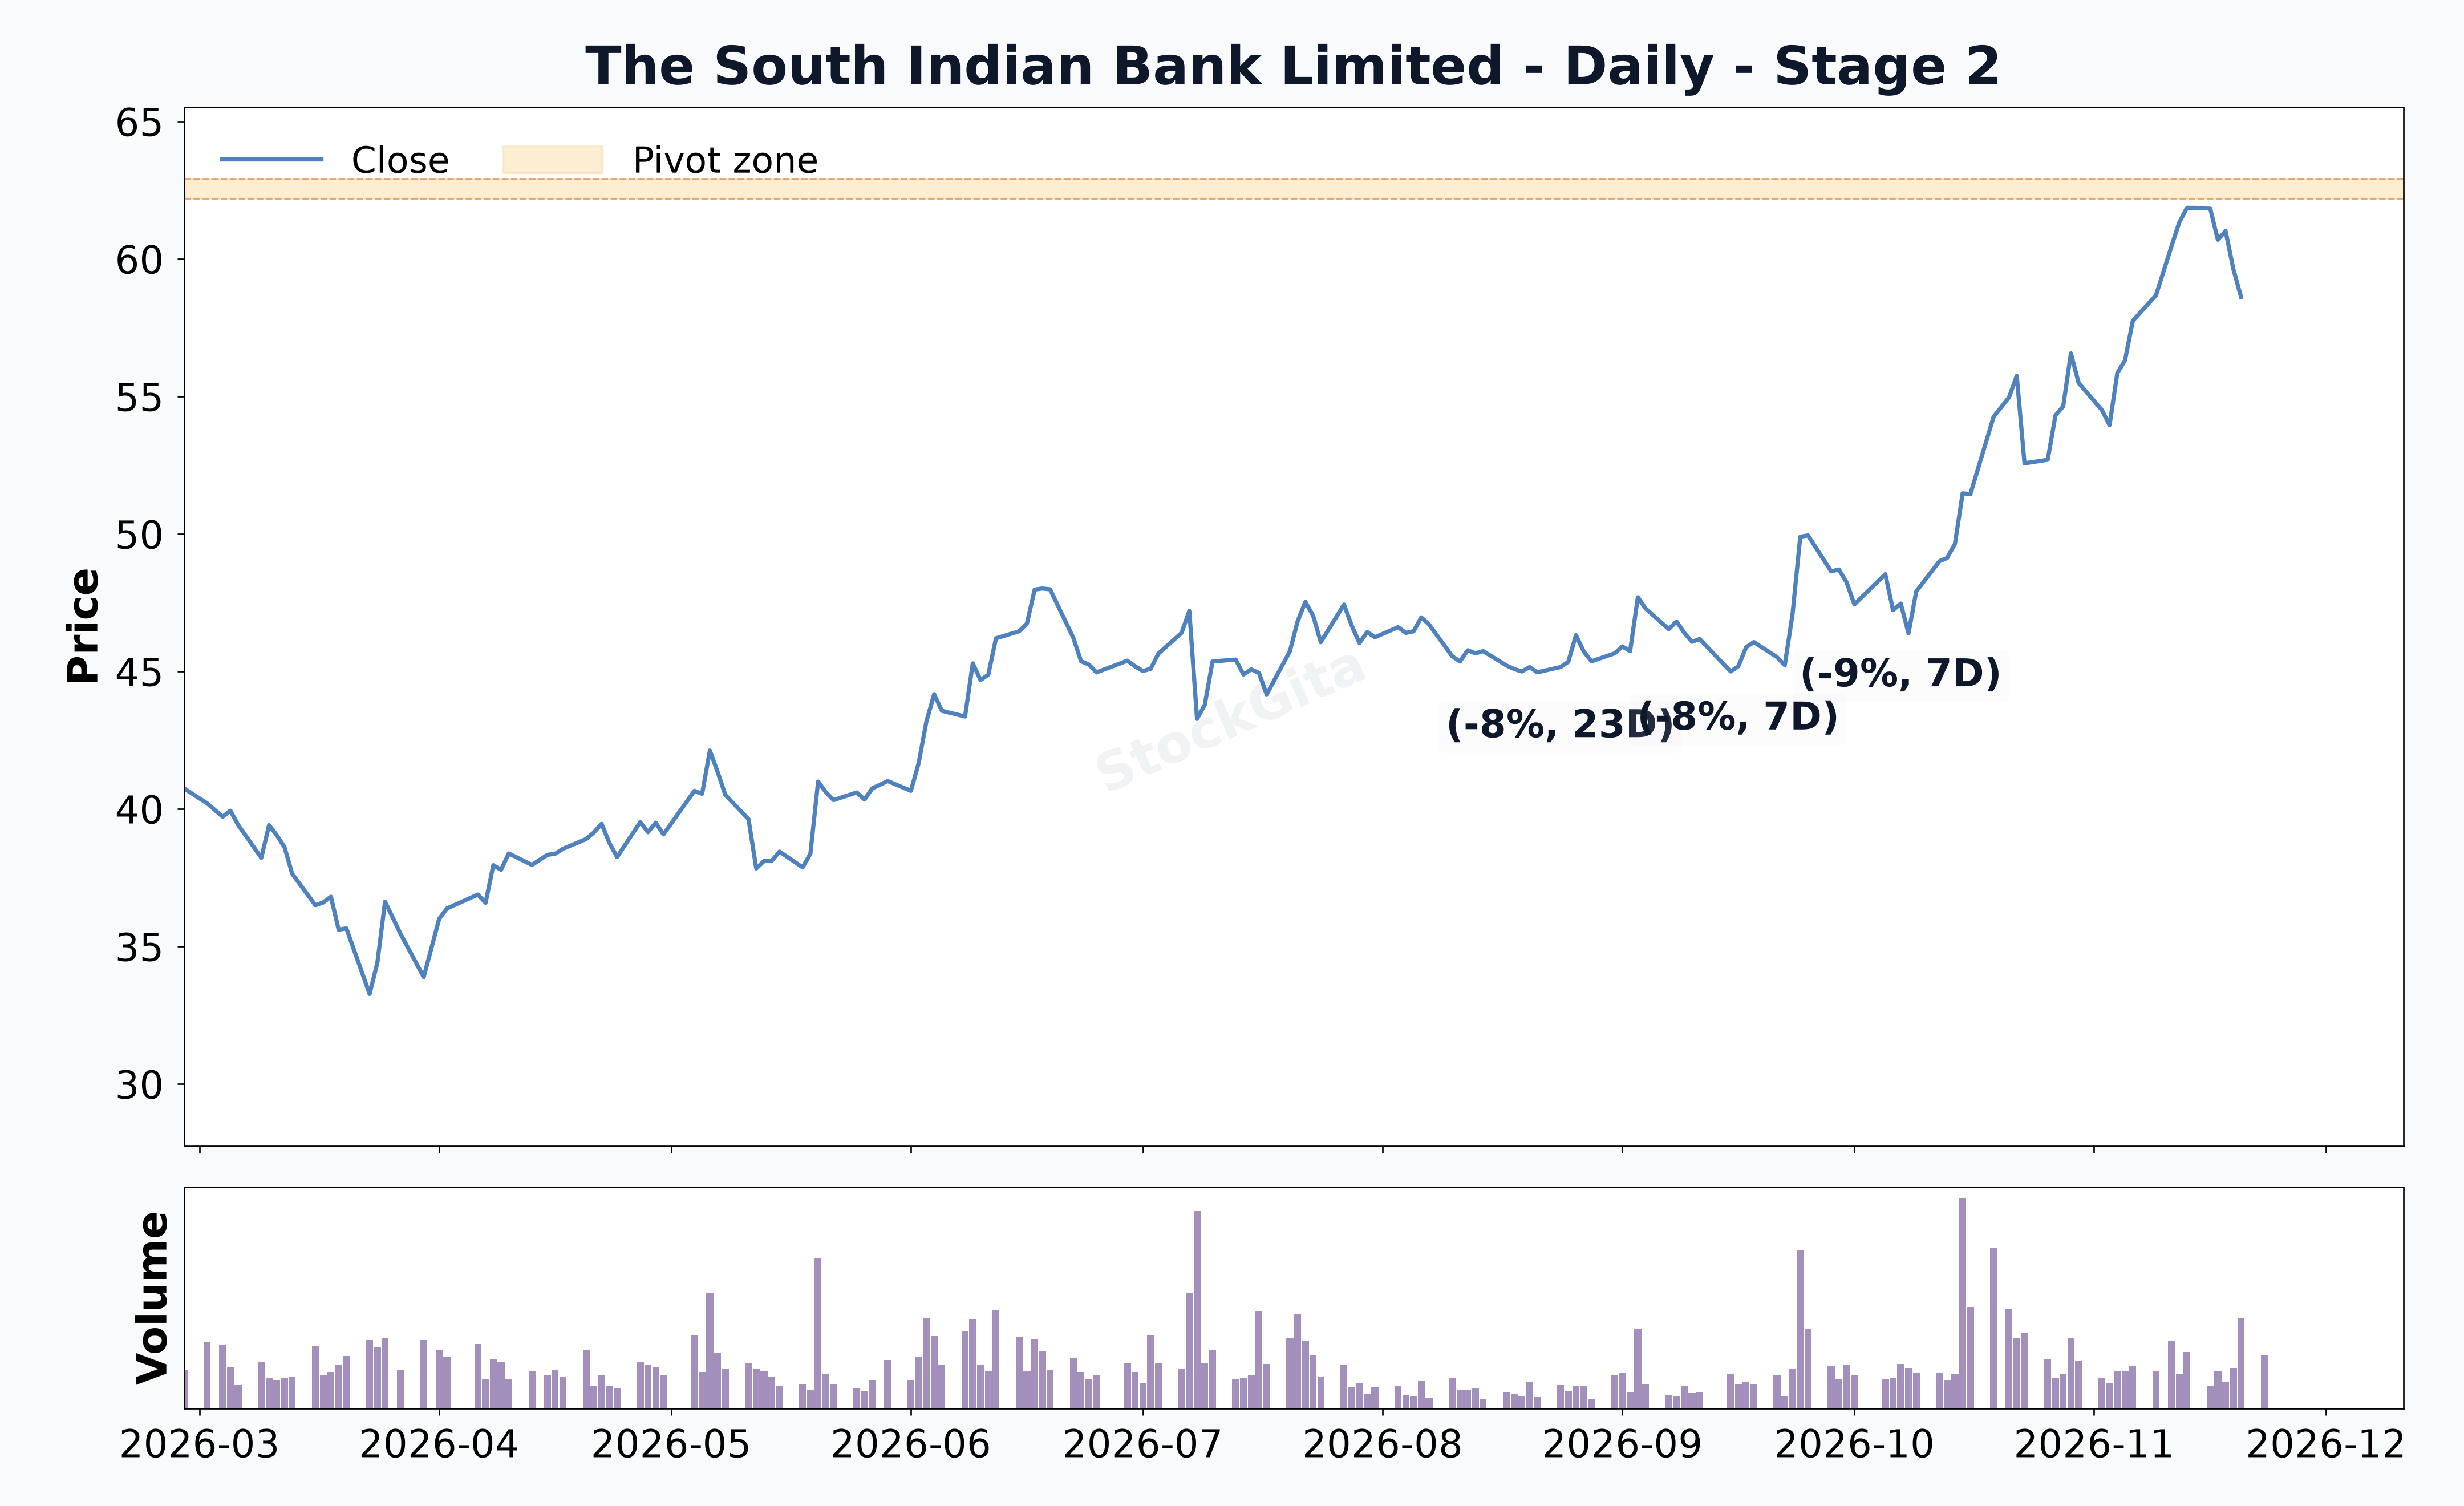 The South Indian Bank Limited - Daily - Stage 2
Close
Pivot zone
Price
65
60
55
50
45
40
35
30
StockGita
(-8%, 23D)
(-8%, 7D)
(-9%, 7D)
Volume
2026-03
2026-04
2026-05
2026-06
2026-07
2026-08
2026-09
2026-10
2026-11
2026-12